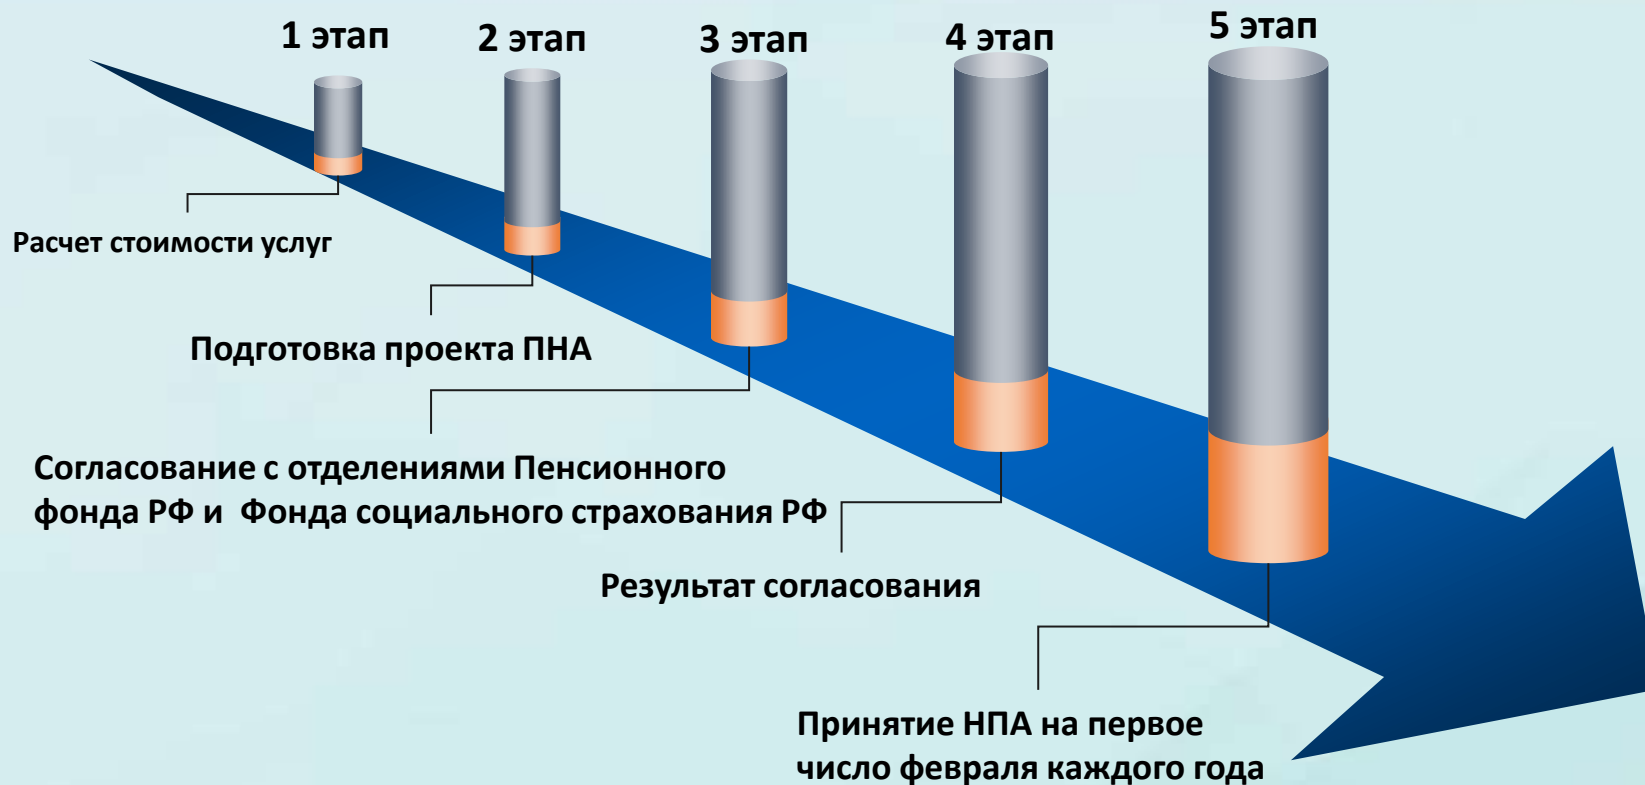 1 этап
2 этап
3 этап
4 этап
5 этап
Расчет стоимости услуг
Подготовка проекта ПНА
Согласование с отделениями Пенсионного
фонда РФ и Фонда социального страхования РФ
Результат согласования
Принятие НПА на первое
число февраля каждого года